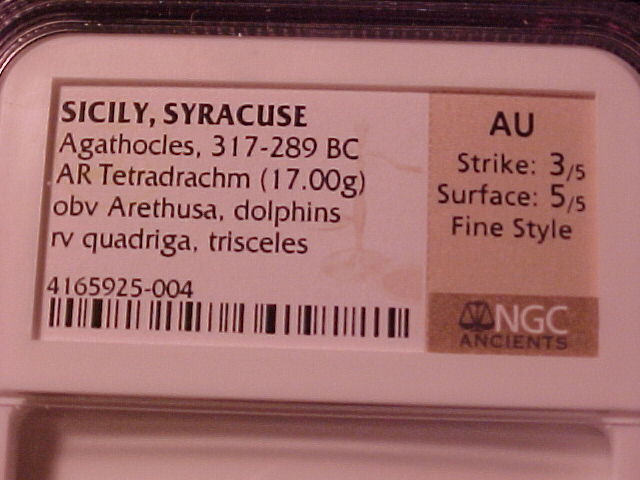 SICILY, SYRACUSE
Agathocles, 317-289 BC
AR Tetradrachm (17.00g)
obv Arethusa, dolphins
rv quadriga, trisceles
4165925-004
AU
Strike: 3/5
Surface: 5/5
Fine Style
NGC
ANCIENTS